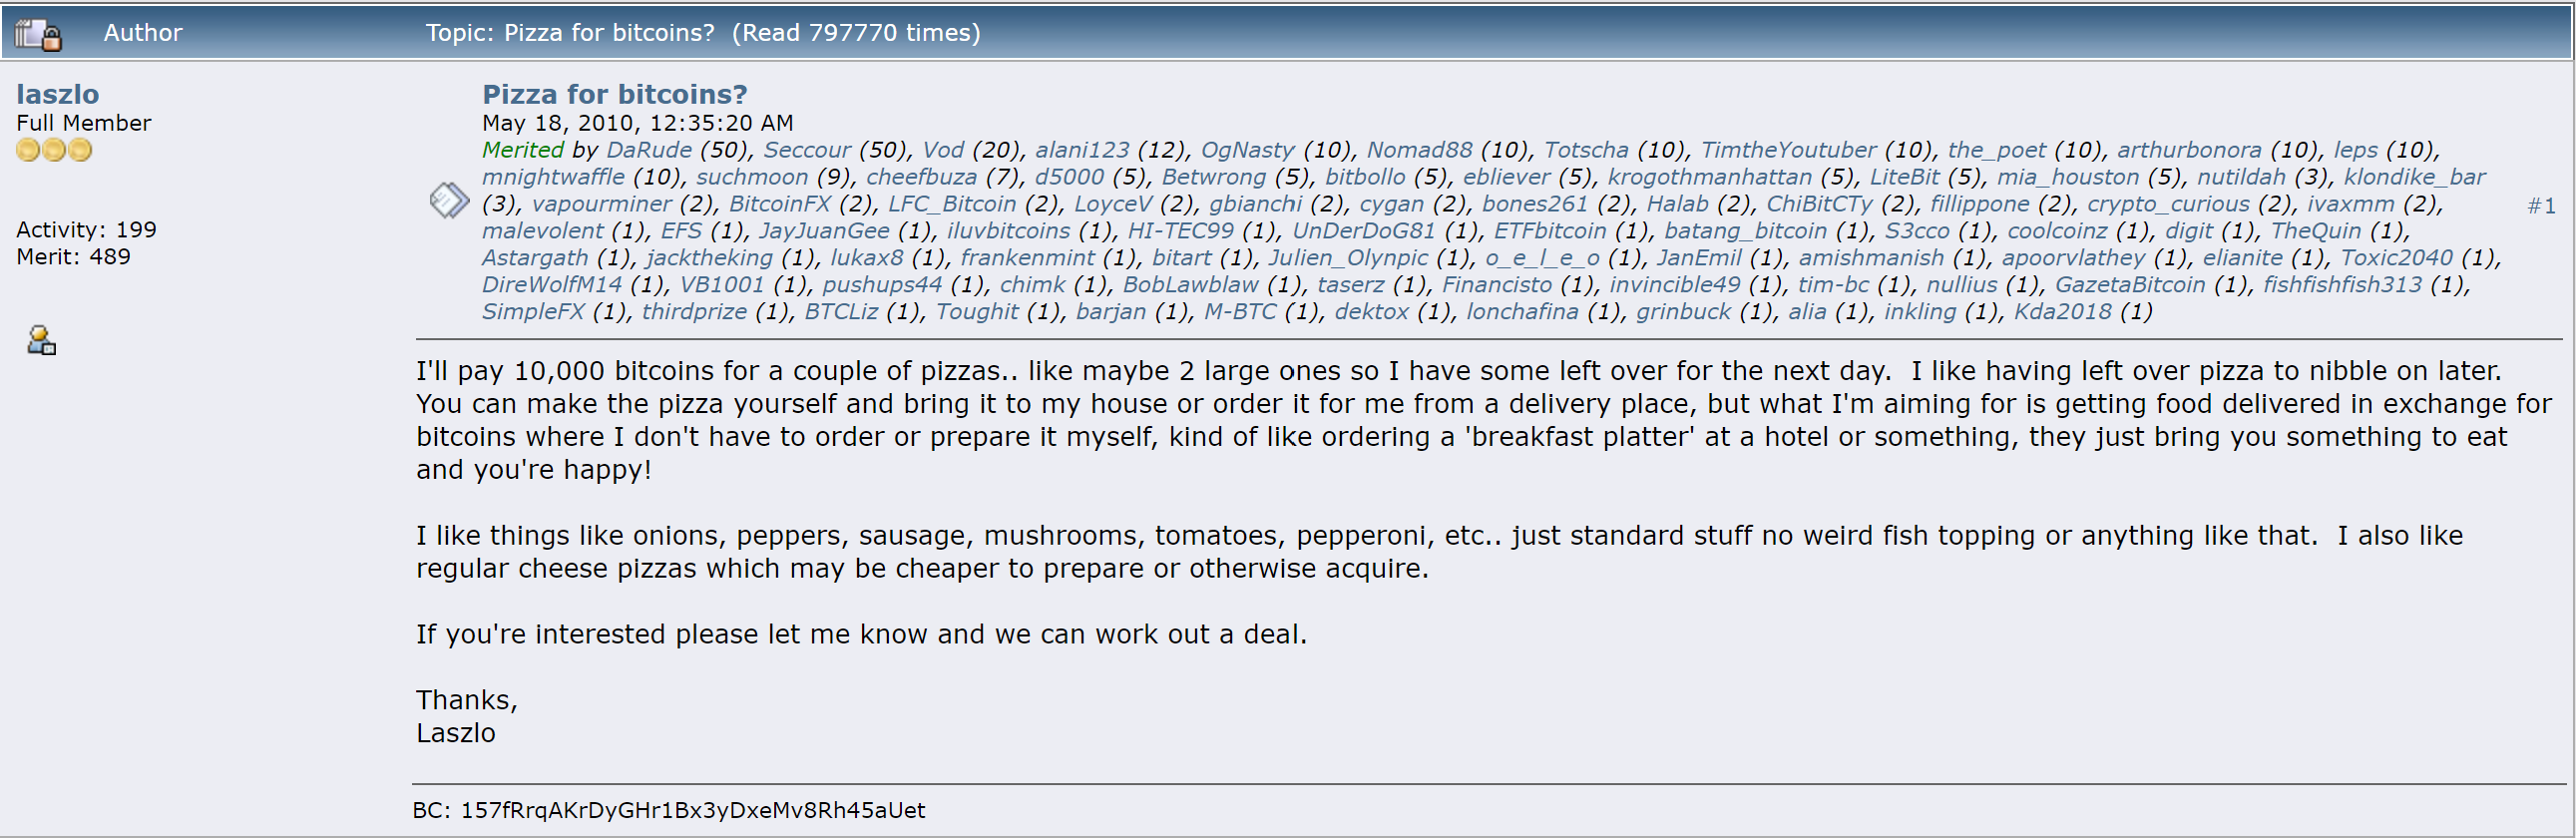 Author Topic: Pizza for bitcoins?  (Read 797770 times)
laszlo
Full Member
Activity: 199
Merit: 489
Pizza for bitcoins?
May 18, 2010, 12:35:20 AM
Merited by DaRude (50), Seccour (50), Vod (20), alani123 (12), OgNasty (10), Nomad88 (10), Totscha (10), TimtheYoutuber (10), the_poet (10), arthurbonora (10), leps (10),
mnightwaffle (10), suchmoon (9), cheefbuza (7), d5000 (5), Betwrong (5), bitbollo (5), ebliever (5), krogothmanhattan (5), LiteBit (5), mia_houston (5), nutildah (3), klondike_bar
(3), vapourminer (2), BitcoinFX (2), LFC_Bitcoin (2), LoyceV (2), gbianchi (2), cygan (2), bones261 (2), Halab (2), ChiBitCTy (2), fillippone (2), crypto_curious (2), ivaxmm (2),
malevolent (1), EFS (1), JayJuanGee (1), iluvbitcoins (1), HI-TEC99 (1), UnDerDoG81 (1), ETFbitcoin (1), batang_bitcoin (1), S3cco (1), coolcoinz (1), digit (1), TheQuin (1),
Astargath (1), jacktheking (1), lukax8 (1), frankenmint (1), bitart (1), Julien_Olynpic (1), o_e_l_e_o (1), JanEmil (1), amishmanish (1), apoorvlathey (1), elianite (1), Toxic2040 (1),
DireWolfM14 (1), VB1001 (1), pushups44 (1), chimk (1), BobLawblaw (1), taserz (1), Financisto (1), invincible49 (1), tim-bc (1), nullius (1), GazetaBitcoin (1), fishfishfish313 (1),
SimpleFX (1), thirdprize (1), BTCLiz (1), Toughit (1), barjan (1), M-BTC (1), dektox (1), lonchafina (1), grinbuck (1), alia (1), inkling (1), Kda2018 (1)
#1
I'll pay 10,000 bitcoins for a couple of pizzas.. like maybe 2 large ones so I have some left over for the next day.  I like having left over pizza to nibble on later.
You can make the pizza yourself and bring it to my house or order it for me from a delivery place, but what I'm aiming for is getting food delivered in exchange for
bitcoins where I don't have to order or prepare it myself, kind of like ordering a 'breakfast platter' at a hotel or something, they just bring you something to eat
and you're happy!
I like things like onions, peppers, sausage, mushrooms, tomatoes, pepperoni, etc.. just standard stuff no weird fish topping or anything like that.  I also like
regular cheese pizzas which may be cheaper to prepare or otherwise acquire.
If you're interested please let me know and we can work out a deal.
Thanks,
Laszlo
BC: 157fRrqAKrDyGHr1Bx3yDxeMv8Rh45aUet